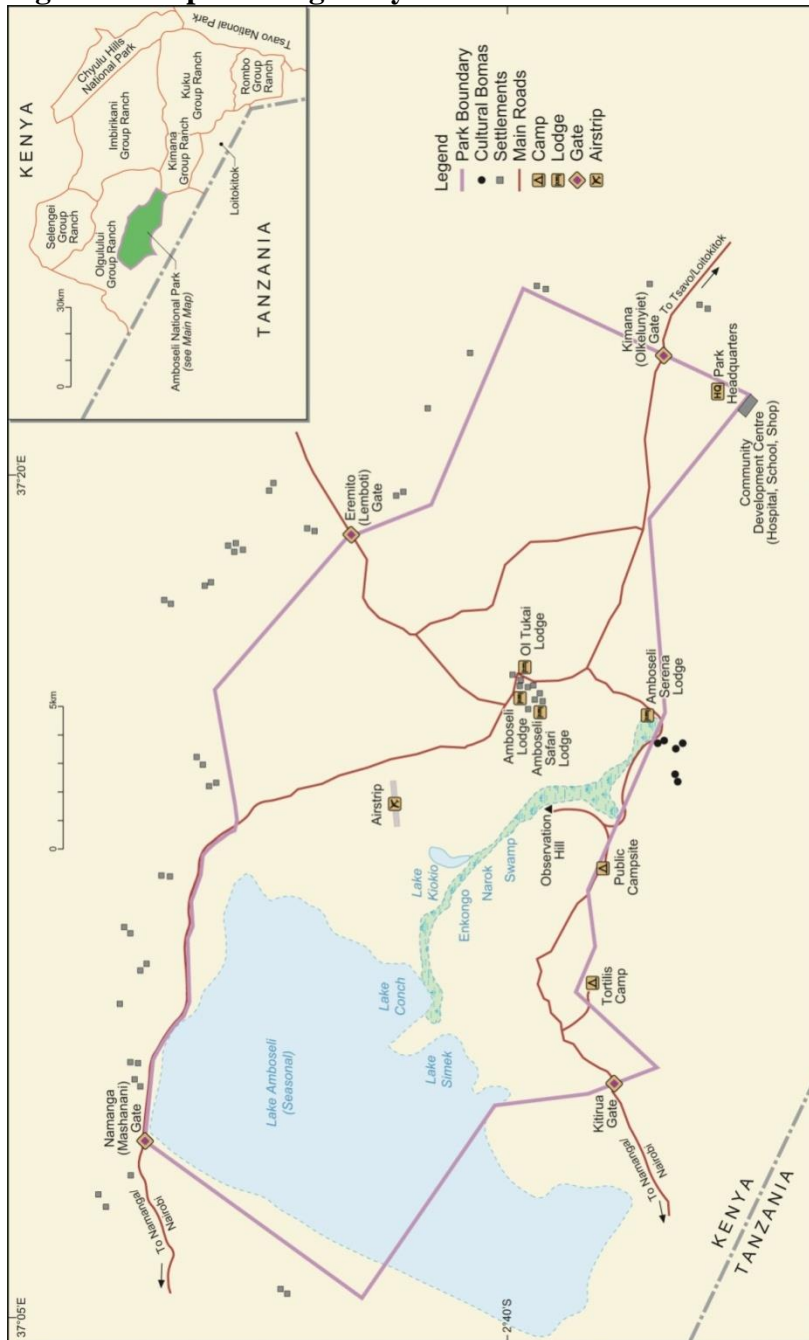 KENYA
TANZANIA
Chyulu Hills
National Park
Tsavo National Park
Imbirikani
Group Ranch
Kuku
Group Ranch
Rombo
Group
Ranch
Kimana
Group Ranch
Selengei
Group
Ranch
Olgulului
Group Ranch
Loitokitok
Amboseli National Park
(see Main Map)
0
30km
Legend
Park Boundary
Cultural Bomas
Settlements
Main Roads
Camp
Lodge
Gate
Airstrip
37°05'E
37°20'E
2°40'S
0
5km
Namanga
(Mashanani)
Gate
To Namanga/
Nairobi
Lake Amboseli
(Seasonal)
Lake
Conch
Lake
Simek
Lake
Kiokio
Enkongo
Narok
Swamp
Airstrip
Eremito
(Lemboti)
Gate
Amboseli
Lodge
Ol Tukai
Lodge
Amboseli
Safari
Lodge
Observation
Hill
Amboseli
Serena
Lodge
Public
Campsite
Tortilis
Camp
Kitirua
Gate
To Namanga/
Nairobi
KENYA
TANZANIA
Kimana
(Olkelunyiet)
Gate
To Tsavo/Loitokitok
HQ
Park
Headquarters
Community
Development Centre
(Hospital, School, Shop)